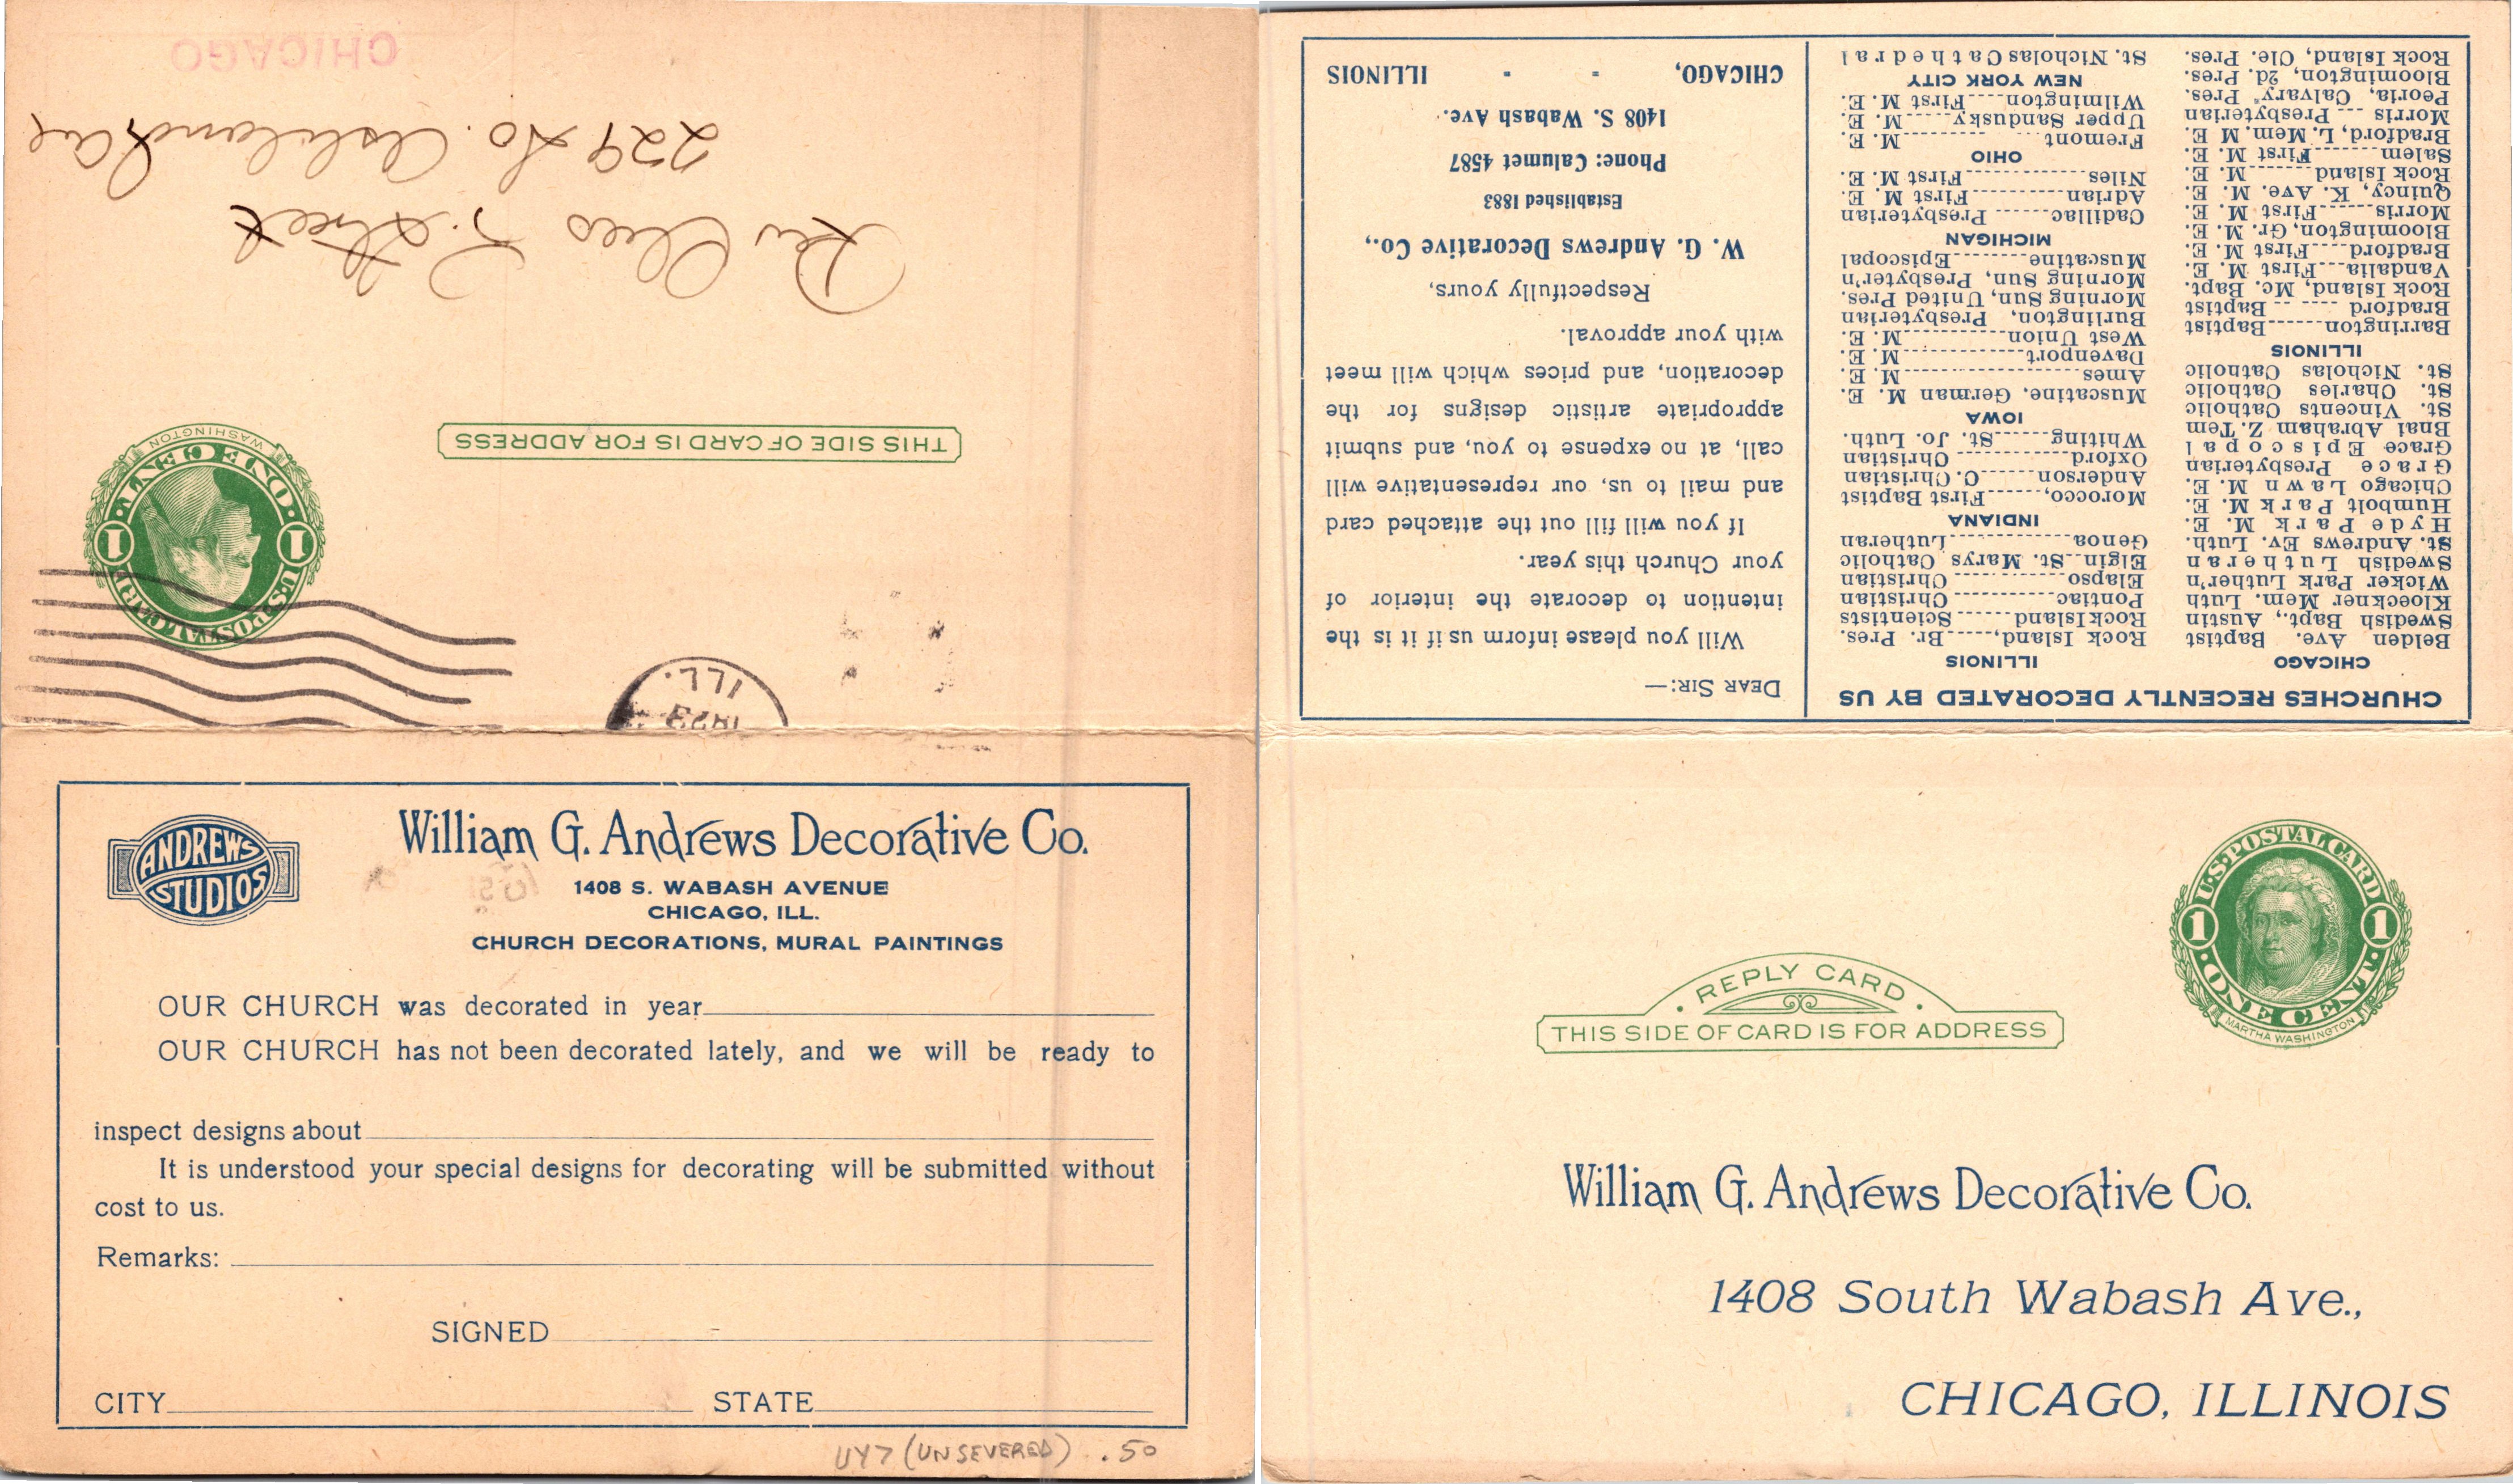 THIS SIDE OF CARD IS FOR ADDRESS
U.S. POSTAL CARD
1 1
ONE CENT
WASHINGTON
ILL.
1923
Rev Chas F. Street
229 So. Ashland Ave
CHICAGO
ANDREWS
STUDIOS
William G. Andrews Decorative Co.
1408 S. WABASH AVENUE
CHICAGO, ILL.
CHURCH DECORATIONS, MURAL PAINTINGS
OUR CHURCH was decorated in year
OUR CHURCH has not been decorated lately, and we will be ready to
inspect designs about
It is understood your special designs for decorating will be submitted without
cost to us.
Remarks:
SIGNED
CITY STATE
UY7 (UNSEVERED) .50
CHURCHES RECENTLY DECORATED BY US
CHICAGO
Belden Ave. Baptist
Swedish Bapt., Austin
Kloeckner Mem. Luth
Wicker Park Luther'n
Swedish Lutheran
St. Andrews Ev. Luth.
Hyde Park M. E.
Humbolt Park M. E.
Chicago Lawn M. E.
Grace Presbyterian
Grace Episcopal
Bnai Abraham Z. Tem
St. Vincents Catholic
St. Charles Catholic
St. Nicholas Catholic
ILLINOIS
Barrington------Baptist
Bradford ---- --Baptist
Rock Island, Mc. Bapt.
Vandalia---First M. E.
Bradford----First M. E.
Bloomington, Gr. M. E.
Morris------First M. E.
Quincy, K. Ave. M. E.
Rock Island-------M. E.
Salem-------First M. E.
Bradford, L. Mem. M E.
Morris --- Presbyterian
Peoria, Calvary Pres.
Bloomington, 2d. Pres.
Rock Island, Cle. Pres.
ILLINOIS
Rock Island,-----Br. Pres.
Rock Island-----Scientists
Pontiac------------Christian
Elapso------------Christian
Elgin--St. Marys Catholic
Genoa------------Lutheran
INDIANA
Morocco,------First Baptist
Anderson------C. Christian
Oxford------------Christian
Whiting------St. Jo. Luth.
IOWA
Muscatine, German M. E.
Ames---------------M. E.
Davenport-----------M. E.
West Union----------M. E.
Burlington, Presbyterian
Morning Sun, United Pres.
Morning Sun, Presbyter'n
Muscatine--------Episcopal
MICHIGAN
Cadillac------Presbyterian
Adrian---------First M E.
Niles------------First M. E.
OHIO
Fremont------------M. E.
Upper Sandusky-----M. E.
Wilmington----First M. E.
NEW YORK CITY
St. Nicholas Cathedral
DEAR SIR:—
Will you please inform us if it is the
intention to decorate the interior of
your Church this year.
If you will fill out the attached card
and mail to us, our representative will
call, at no expense to you, and submit
appropriate artistic designs for the
decoration, and prices which will meet
with your approval.
Respectfully yours,
W. G. Andrews Decorative Co.,
Established 1883
Phone: Calumet 4587
1408 S. Wabash Ave.
CHICAGO, - - ILLINOIS
U.S. POSTAL CARD
1 1
ONE CENT
MARTHA WASHINGTON
REPLY CARD
THIS SIDE OF CARD IS FOR ADDRESS
William G. Andrews Decorative Co.
1408 South Wabash Ave.,
CHICAGO, ILLINOIS